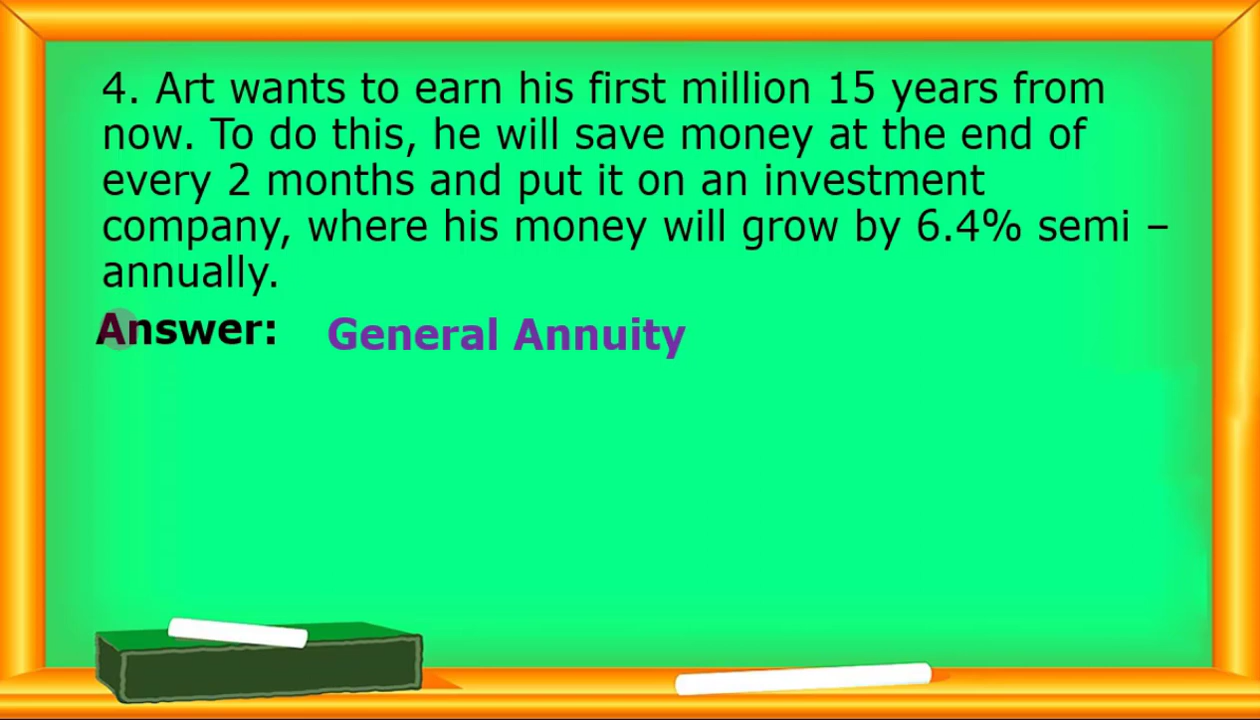 4. Art wants to earn his first million 15 years from
now. To do this, he will save money at the end of
every 2 months and put it on an investment
company, where his money will grow by 6.4% semi –
annually.
Answer: General Annuity